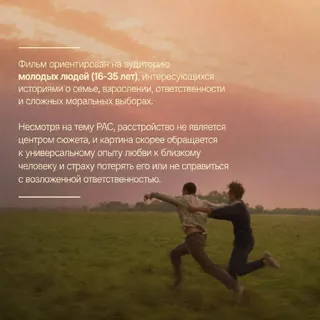 Фильм ориентирован на аудиторию
молодых людей (16-35 лет), интересующихся
историями о семье, взрослении, ответственности
и сложных моральных выборах.
Несмотря на тему РАС, расстройство не является
центром сюжета, и картина скорее обращается
к универсальному опыту любви к близкому
человеку и страху потерять его или не справиться
с возложенной ответственностью.